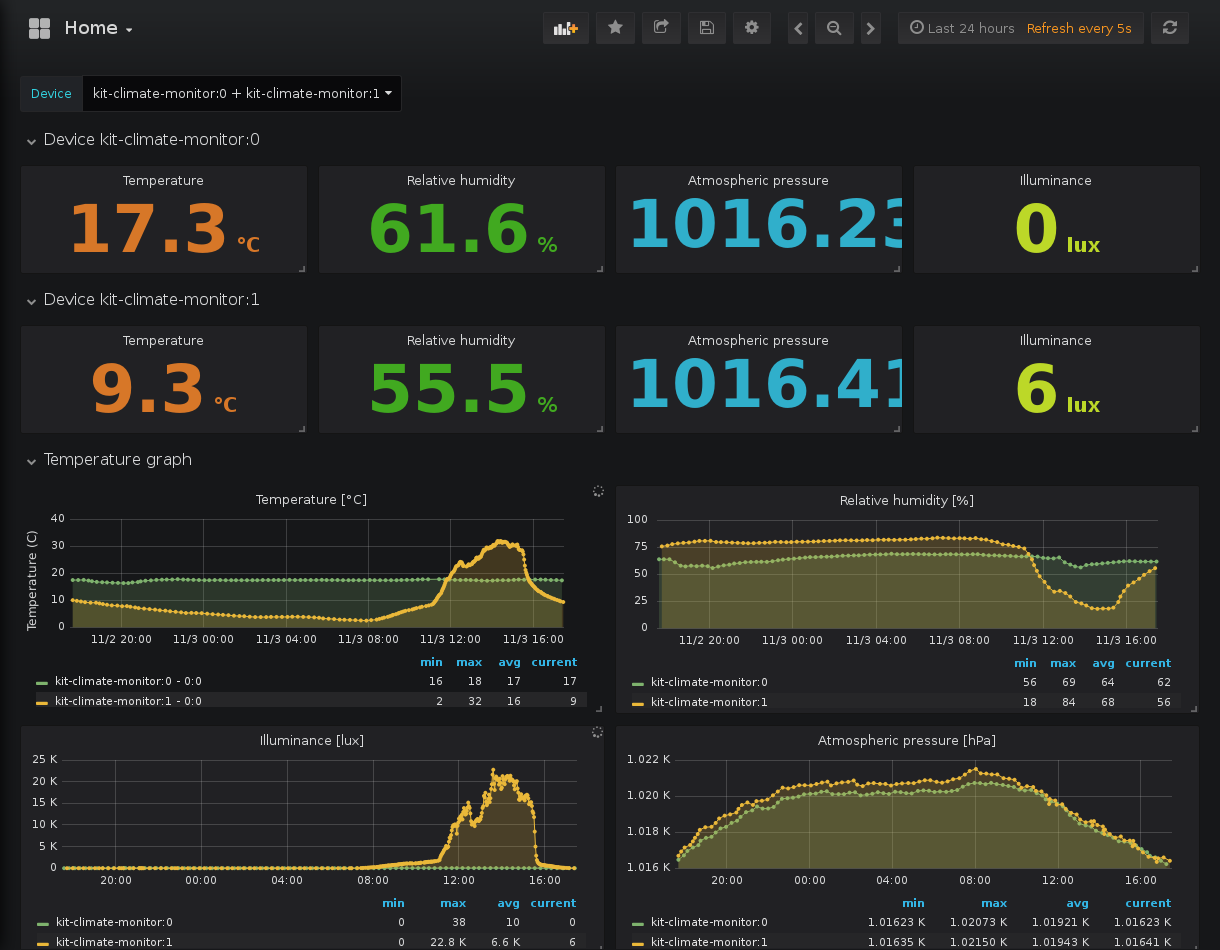 Home
Last 24 hours Refresh every 5s
Device kit-climate-monitor:0 + kit-climate-monitor:1
Device kit-climate-monitor:0
Temperature Relative humidity Atmospheric pressure Illuminance
17.3 °C 61.6 % 1016.23 0 lux
Device kit-climate-monitor:1
Temperature Relative humidity Atmospheric pressure Illuminance
9.3 °C 55.5 % 1016.41 6 lux
Temperature graph
Temperature [°C]
Temperature (C)
40
30
20
10
0
11/2 20:00 11/3 00:00 11/3 04:00 11/3 08:00 11/3 12:00 11/3 16:00
min max avg current
kit-climate-monitor:0 - 0:0 16 18 17 17
kit-climate-monitor:1 - 0:0 2 32 16 9
Relative humidity [%]
100
75
50
25
0
11/2 20:00 11/3 00:00 11/3 04:00 11/3 08:00 11/3 12:00 11/3 16:00
min max avg current
kit-climate-monitor:0 56 69 64 62
kit-climate-monitor:1 18 84 68 56
Illuminance [lux]
25 K
20 K
15 K
10 K
5 K
0
20:00 00:00 04:00 08:00 12:00 16:00
min max avg current
kit-climate-monitor:0 0 38 10 0
kit-climate-monitor:1 0 22.8 K 6.6 K 6
Atmospheric pressure [hPa]
1.022 K
1.020 K
1.018 K
1.016 K
20:00 00:00 04:00 08:00 12:00 16:00
min max avg current
kit-climate-monitor:0 1.01623 K 1.02073 K 1.01921 K 1.01623 K
kit-climate-monitor:1 1.01635 K 1.02150 K 1.01943 K 1.01641 K